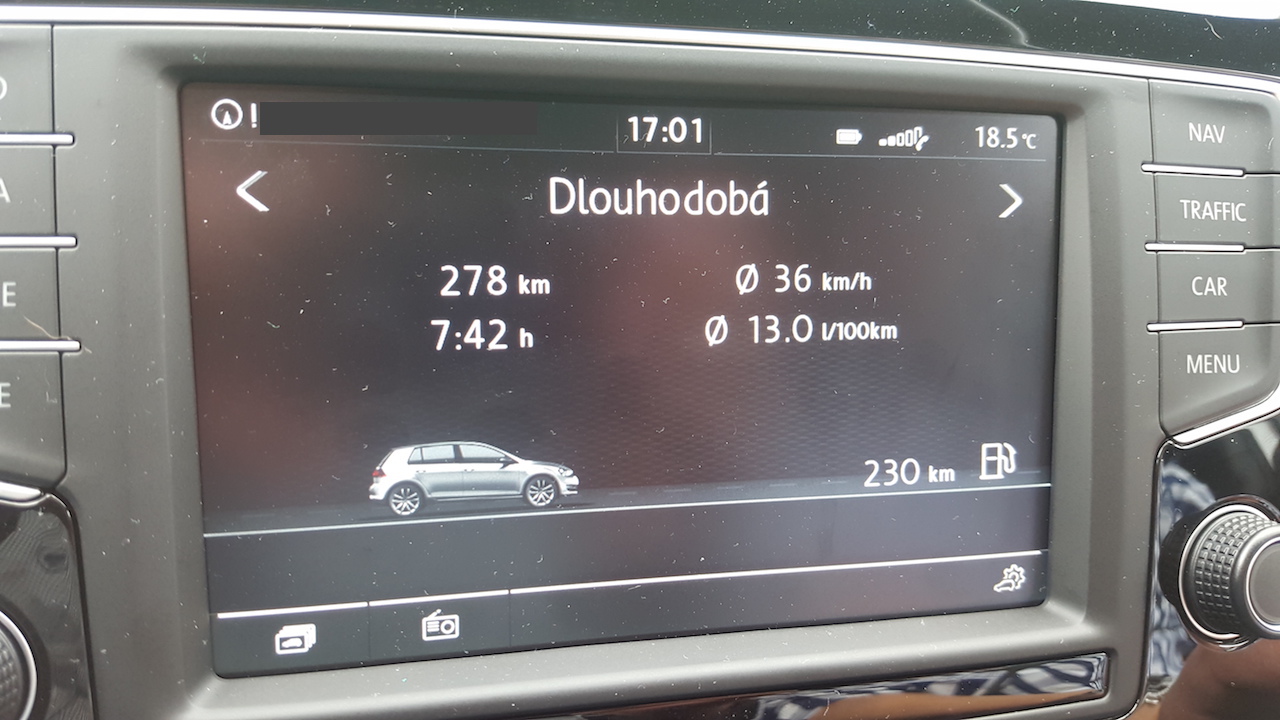 ! 17:01 18.5 °C
Dlouhodobá
278 km Ø 36 km/h
7:42 h Ø 13.0 l/100km
230 km
NAV
TRAFFIC
CAR
MENU
A
E
E